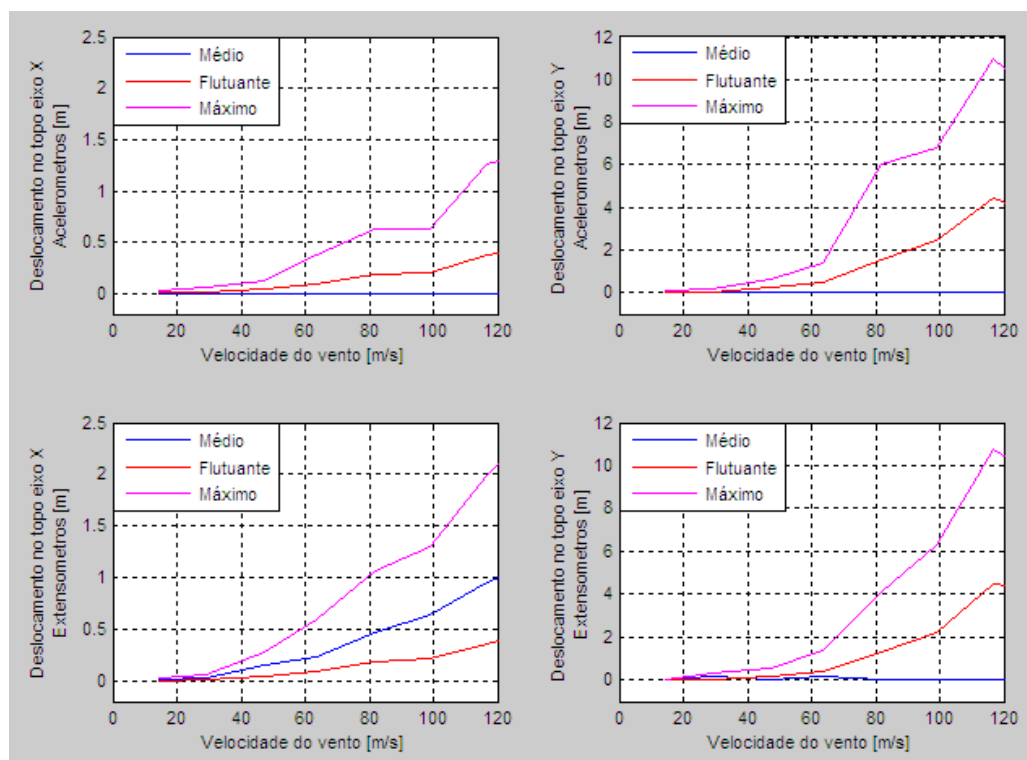 Deslocamento no topo eixo X
Acelerometros [m]
2.5
2
1.5
1
0.5
0
Médio
Flutuante
Máximo
0 20 40 60 80 100 120
Velocidade do vento [m/s]
Deslocamento no topo eixo Y
Acelerometros [m]
12
10
8
6
4
2
0
Médio
Flutuante
Máximo
0 20 40 60 80 100 120
Velocidade do vento [m/s]
Deslocamento no topo eixo X
Extensometros [m]
2.5
2
1.5
1
0.5
0
Médio
Flutuante
Máximo
0 20 40 60 80 100 120
Velocidade do vento [m/s]
Deslocamento no topo eixo Y
Extensometros [m]
12
10
8
6
4
2
0
Médio
Flutuante
Máximo
0 20 40 60 80 100 120
Velocidade do vento [m/s]